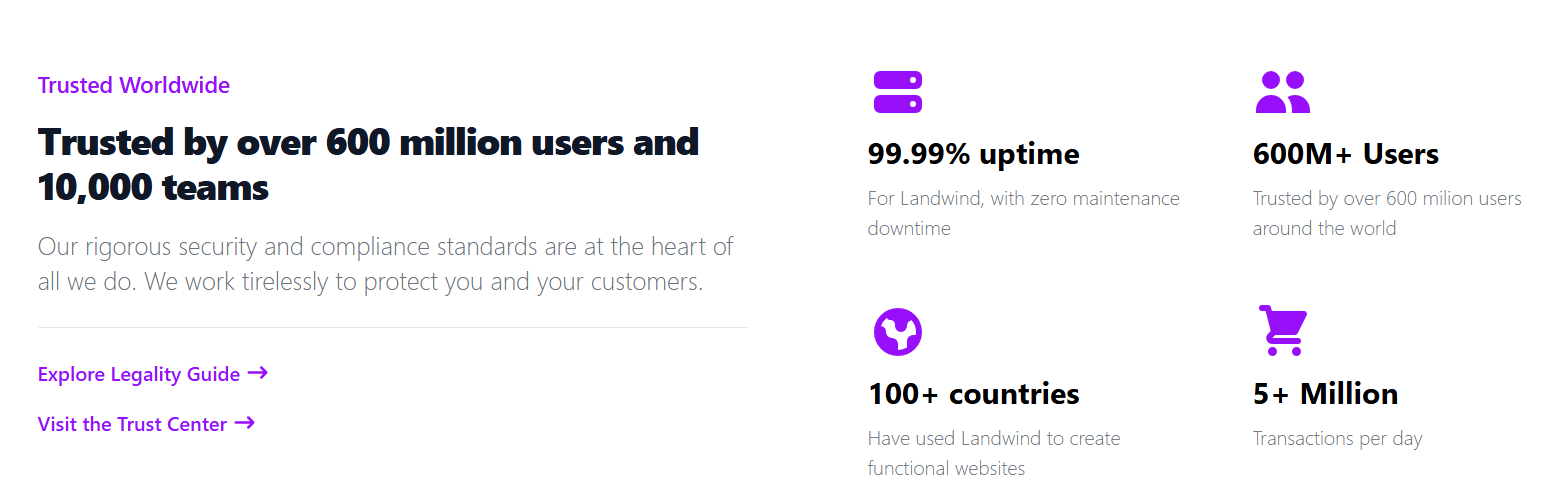 Trusted Worldwide
Trusted by over 600 million users and
10,000 teams
Our rigorous security and compliance standards are at the heart of
all we do. We work tirelessly to protect you and your customers.
Explore Legality Guide →
Visit the Trust Center →
99.99% uptime
For Landwind, with zero maintenance
downtime
600M+ Users
Trusted by over 600 milion users
around the world
100+ countries
Have used Landwind to create
functional websites
5+ Million
Transactions per day